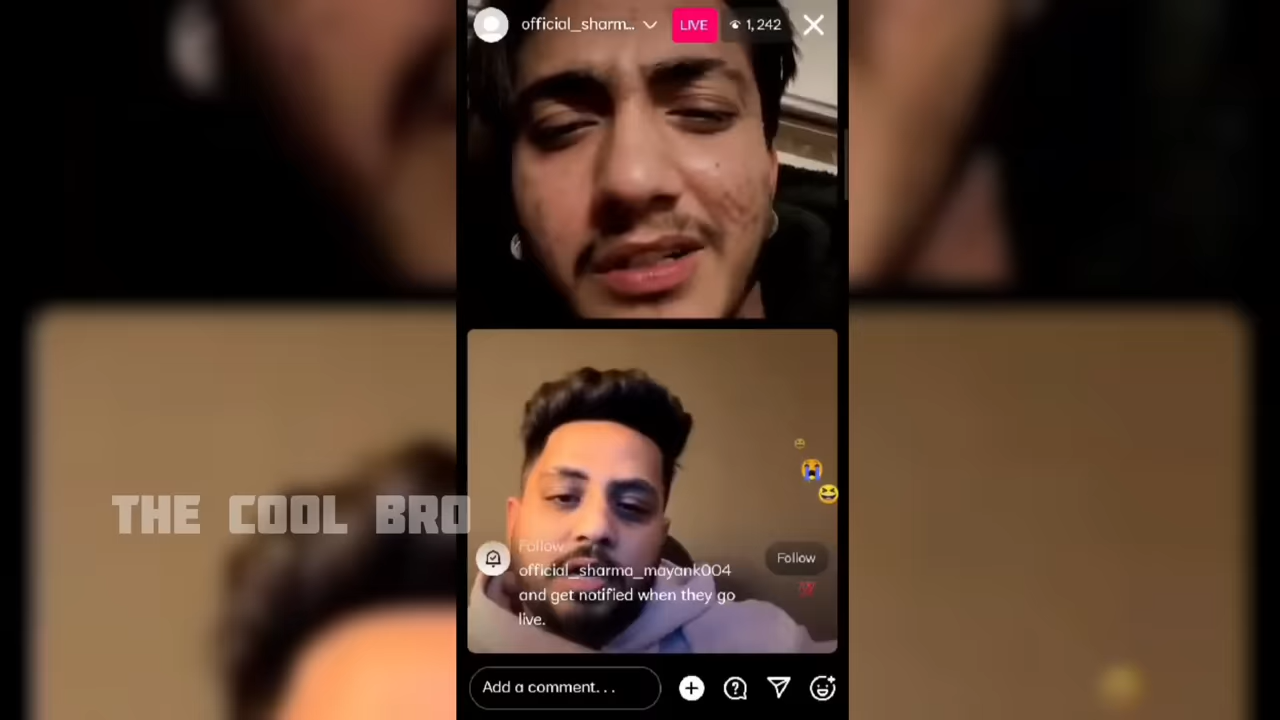 official_sharm...
LIVE
1,242
THE COOL BRO
Follow
official_sharma_mayank004
and get notified when they go
live.
Follow
Add a comment...